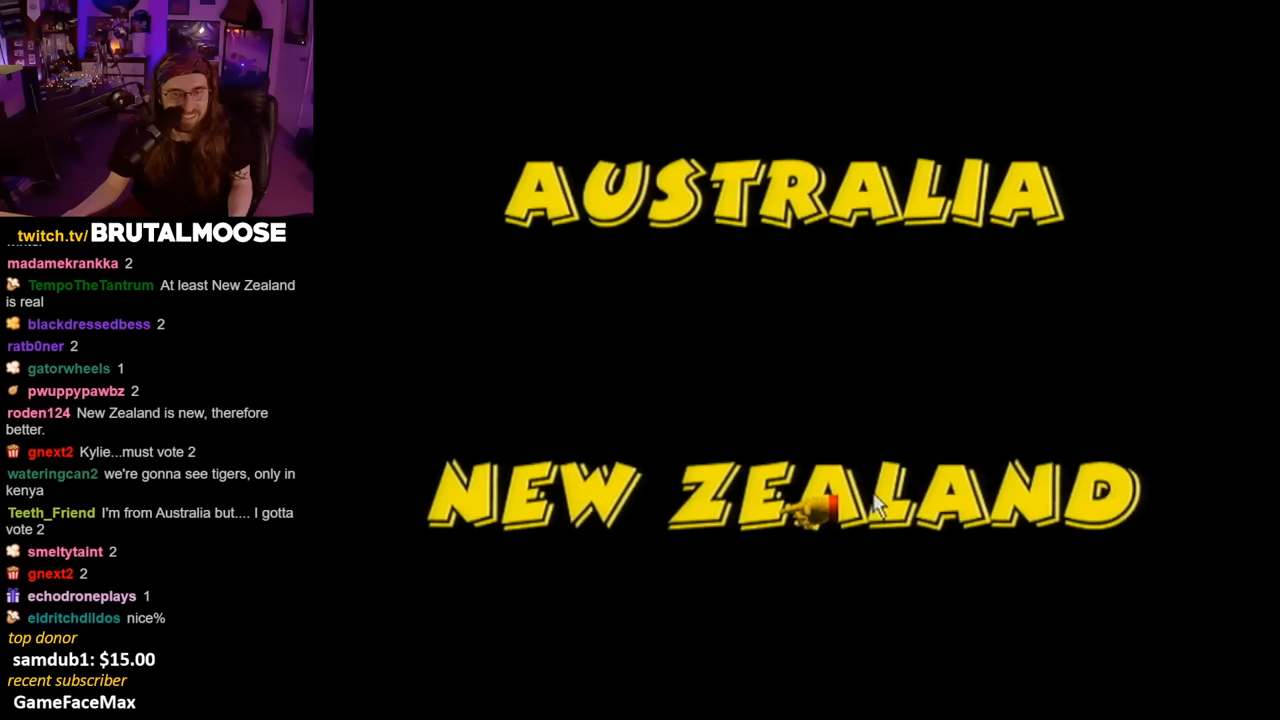 twitch.tv/BRUTALMOOSE
madamekrankka 2
TempoTheTantrum At least New Zealand
is real
blackdressedbess 2
ratb0ner 2
gatorwheels 1
pwuppypawbz 2
roden124 New Zealand is new, therefore
better.
gnext2 Kylie...must vote 2
wateringcan2 we're gonna see tigers, only in
kenya
Teeth_Friend I'm from Australia but.... I gotta
vote 2
smeltytaint 2
gnext2 2
echodroneplays 1
eldritchdildos nice%
top donor
samdub1: $15.00
recent subscriber
GameFaceMax
AUSTRALIA
NEW ZEALAND